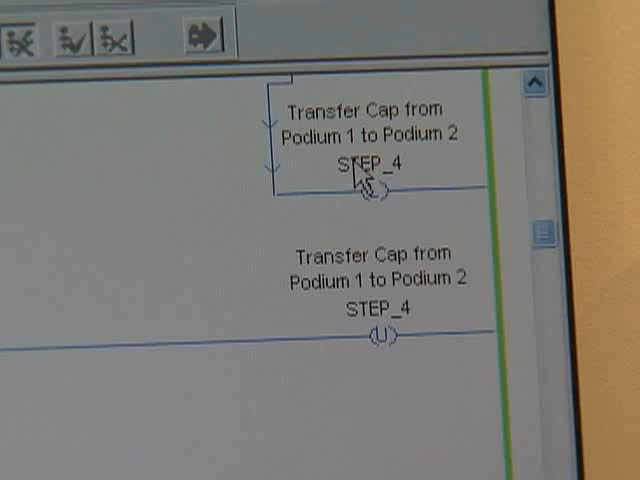 Transfer Cap from
Podium 1 to Podium 2
STEP_4
Transfer Cap from
Podium 1 to Podium 2
STEP_4
(U)